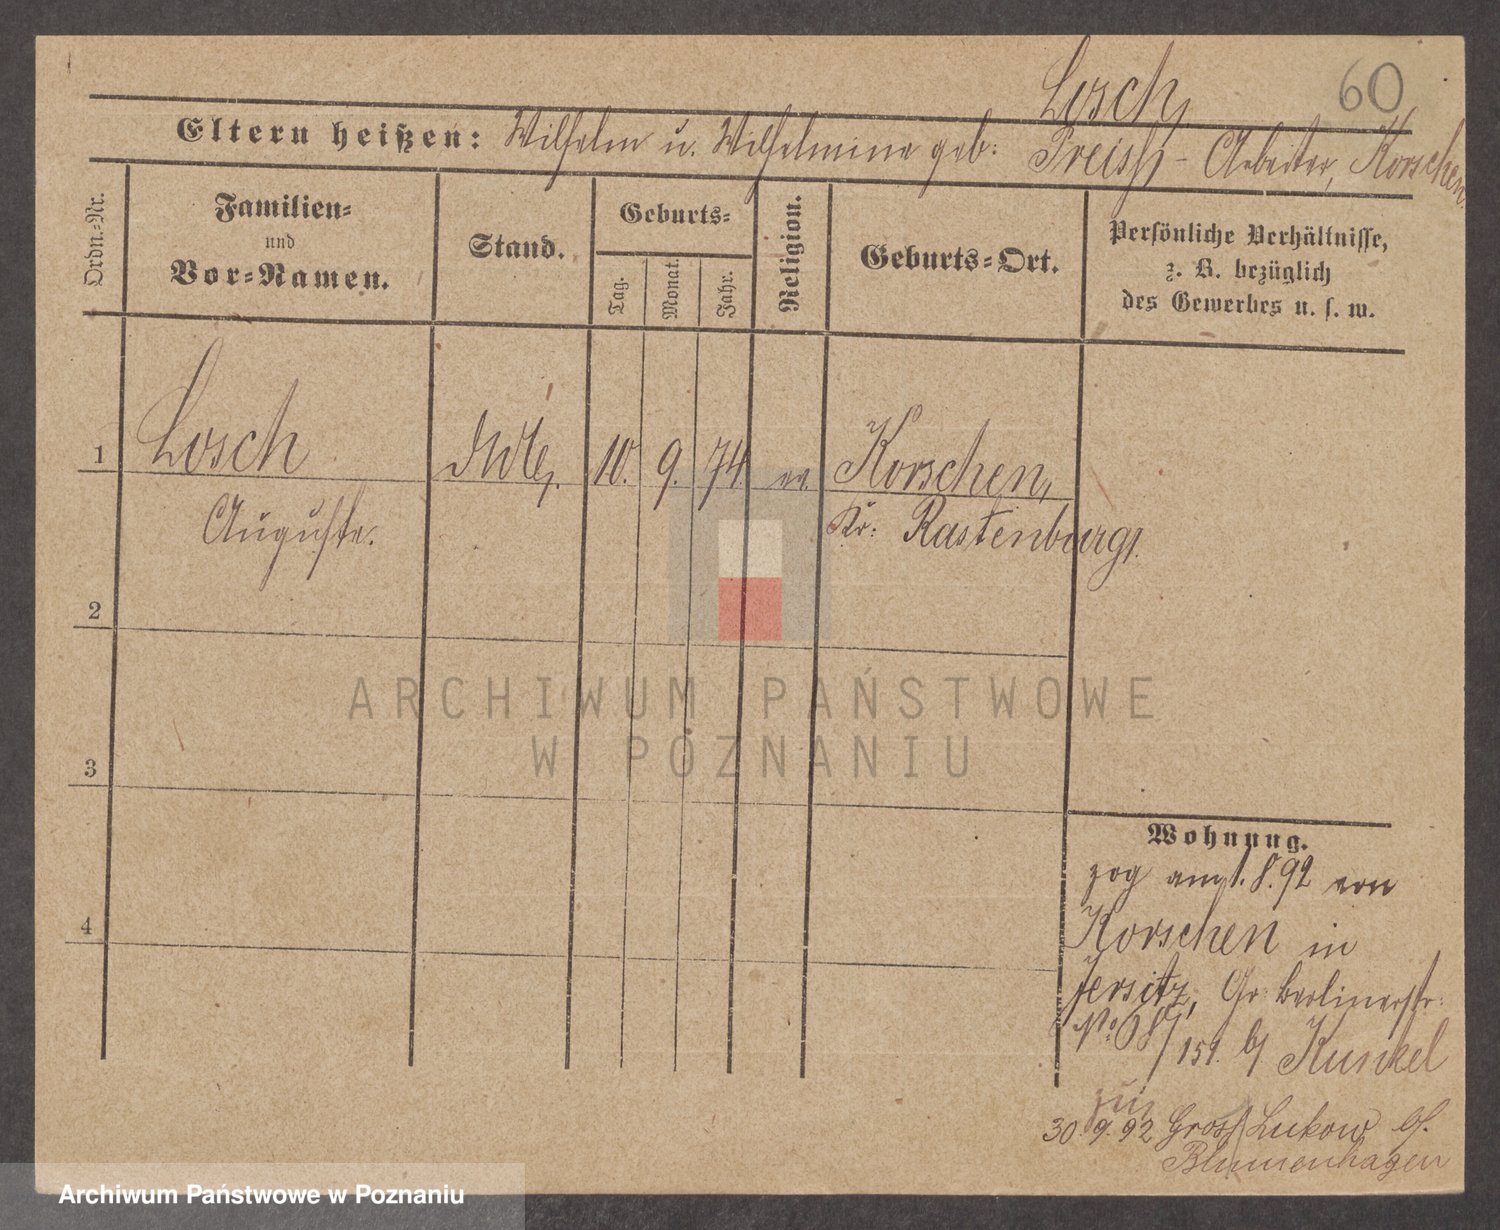 60
Losch,
Eltern heißen: Wilhelm u. Wilhelmine geb: Preiss - Arbeiter, Korschen.
Ordn.-Nr.
Familien-
und
Vor-Namen.
Stand.
Geburts-
Tag.
Monat.
Jahr.
Religion.
Geburts-Ort.
Persönliche Verhältnisse,
z. B. bezüglich
des Gewerbes u. s. w.
1 Losch 10. 9. 74 ev. Korschen,
Auguste. Kr: Rastenburg.
2
3
4
Wohnung.
zog am 1. 8. 92 von
Korschen in
Jersitz, Gr. Berlinerstr:
No 151. b/ Kunkel
30. 9. 92 Gross Lukow
Blumenhagen
ARCHIWUM PAŃSTWOWE
W POZNANIU
Archiwum Państwowe w Poznaniu